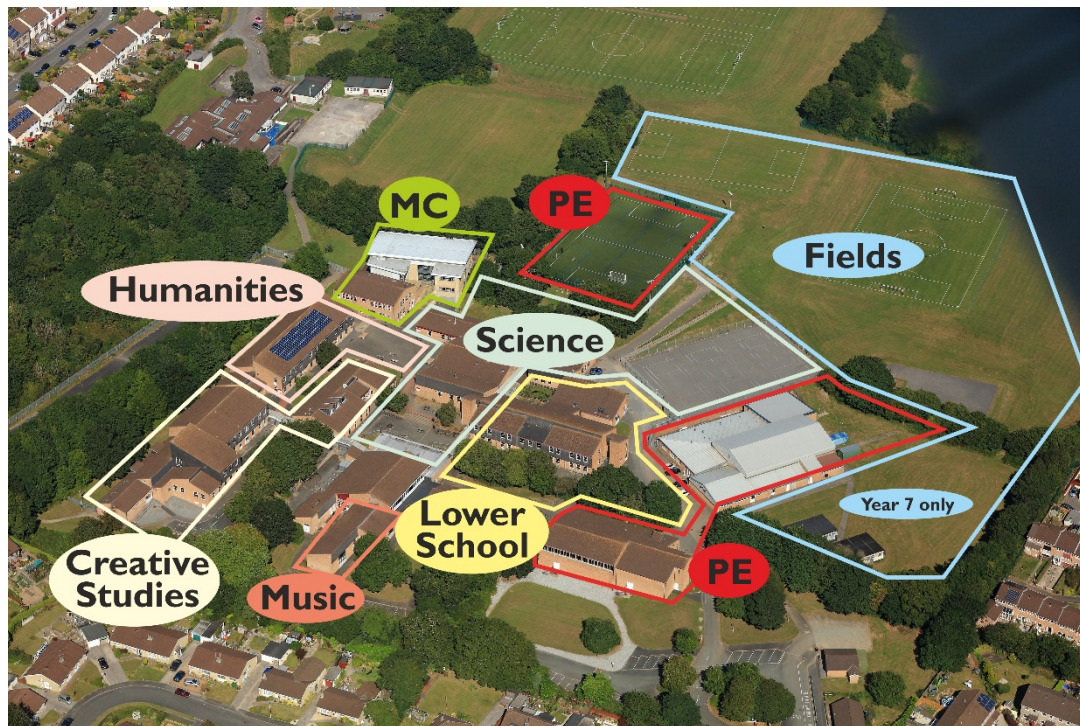 MC
PE
Fields
Humanities
Science
Year 7 only
Lower
School
Creative
Studies
Music
PE